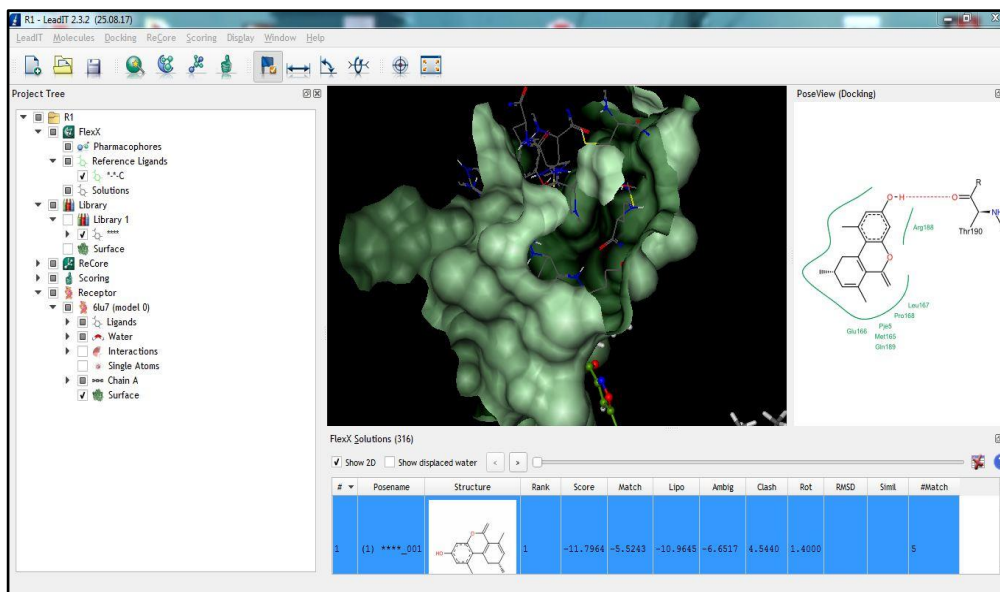 R1 - LeadIT 2.3.2 (25.08.17)
LeadIT Molecules Docking ReCore Scoring Display Window Help
Project Tree
R1
FlexX
Pharmacophores
Reference Ligands
*-*-C
Solutions
Library
Library 1
****
Surface
ReCore
Scoring
Receptor
6lu7 (model 0)
Ligands
Water
Interactions
Single Atoms
Chain A
Surface
PoseView (Docking)
R
O-H
O
NH
Thr190
Arg188
O
Leu167
Pro168
Glu166
Pje8
Met165
Gln189
FlexX Solutions (316)
Show 2D Show displaced water < >
# Posename Structure Rank Score Match Lipo Ambig Clash Rot RMSD Simil #Match
1 (1) ****_001 1 -11.7964 -5.5243 -10.9645 -6.6517 4.5440 1.4000 5
HO
O